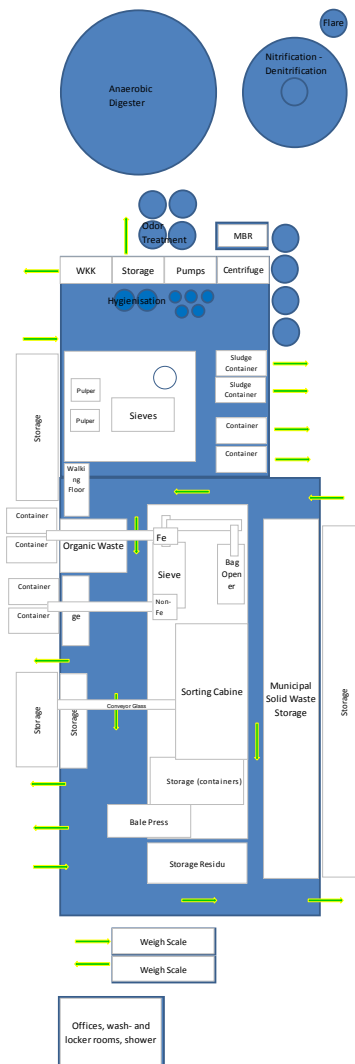 Flare
Nitrification -
Denitrification
Anaerobic
Digester
Odor
Treatment
MBR
WKK
Storage
Pumps
Centrifuge
Hygienisation
Sludge
Container
Sludge
Container
Container
Container
Storage
Pulper
Pulper
Sieves
Walki
ng
Floor
Container
Container
Organic Waste
Fe
Sieve
Bag
Open
er
Container
Container
ge
Non-
Fe
Sorting Cabine
Municipal
Solid Waste
Storage
Storage
Storage
Storage
Conveyor Glass
Storage (containers)
Bale Press
Storage Residu
Weigh Scale
Weigh Scale
Offices, wash- and
locker rooms, shower